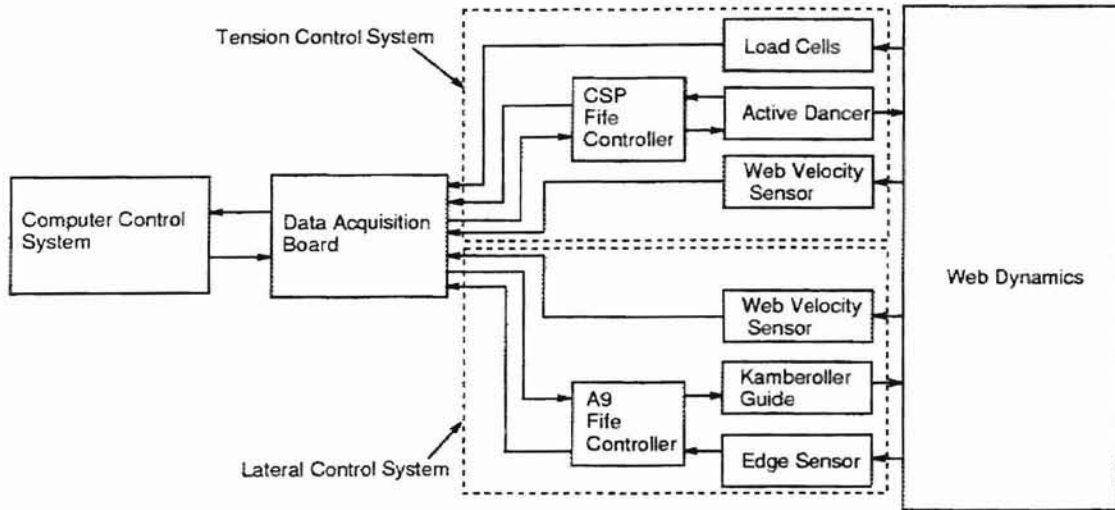 Tension Control System
Load Cells
CSP
Fife
Controller
Active Dancer
Web Velocity
Sensor
Computer Control
System
Data Acquisition
Board
Web Dynamics
Web Velocity
Sensor
Kamberoller
Guide
A9
Fife
Controller
Lateral Control System
Edge Sensor